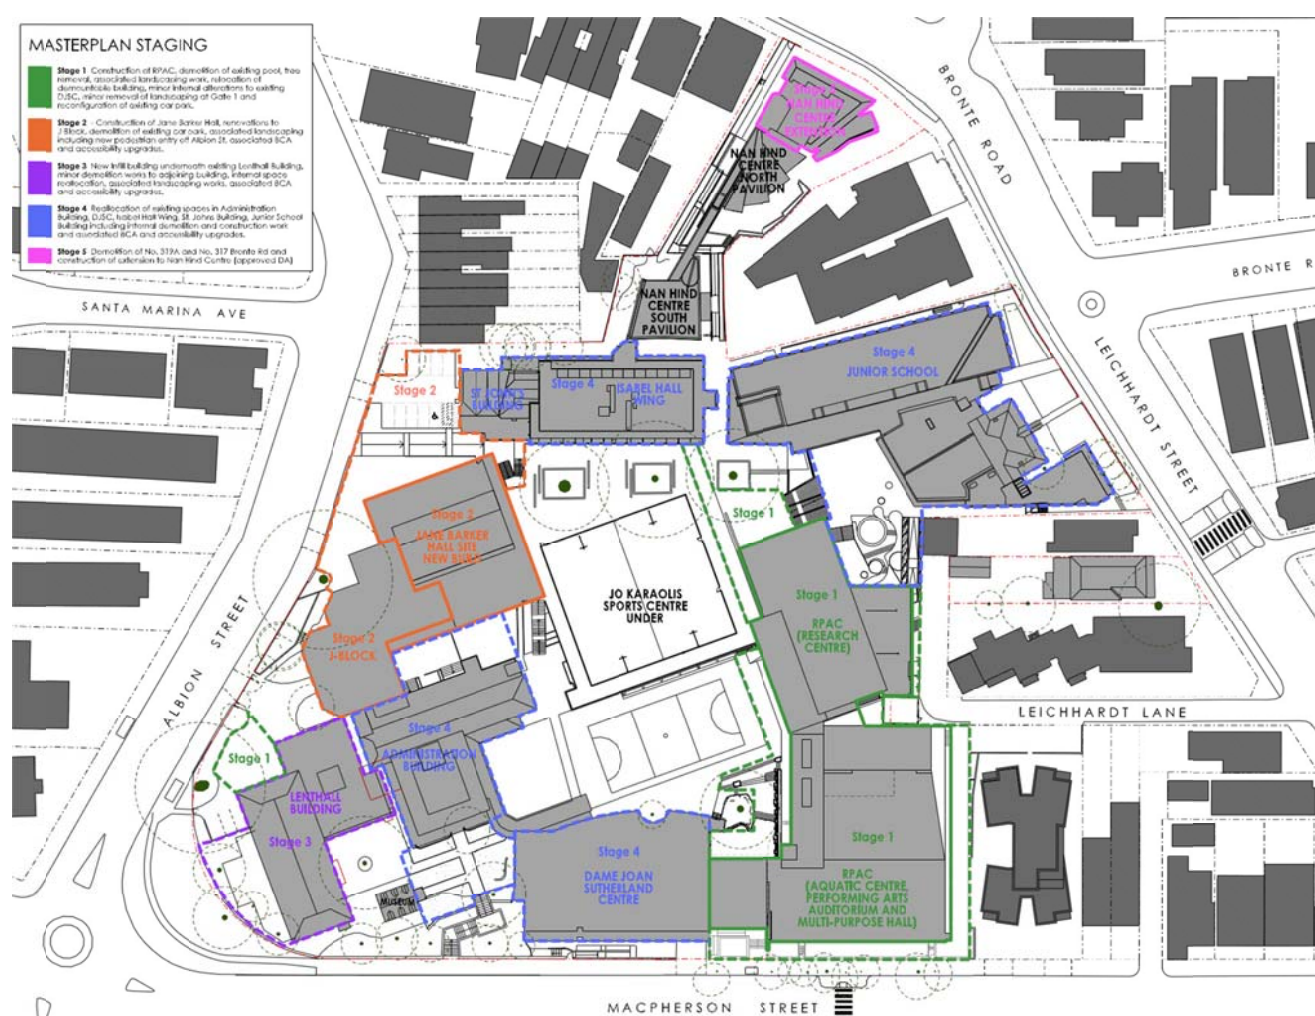 MASTERPLAN STAGING
Stage 1 Construction of RPAC, demolition of existing pool, tree
removal, associated landscaping work, relocation of
demountable building, minor internal alterations to existing
DJSC, minor removal of landscaping at Gate 1 and
reconfiguration of existing car park.
Stage 2 - Construction of Jane Barker Hall, renovations to
J Block, demolition of existing car park, associated landscaping
including new pedestrian entry off Albion St, associated BCA
and accessibility upgrades.
Stage 3 New infill building underneath existing Lenthall Building,
minor demolition works to adjoining building, internal space
reallocation, associated landscaping works, associated BCA
and accessibility upgrades.
Stage 4 Reallocation of existing spaces in Administration
Building, DJSC, Isabel Hall Wing, St. Johns Building, Junior School
Building including internal demolition and construction work
and associated BCA and accessibility upgrades.
Stage 5 Demolition of No. 319A and No. 317 Bronte Rd and
construction of extension to Nan Hind Centre (approved DA)
NAN HIND
CENTRE
EXTENSION
BRONTE ROAD
NAN HIND
CENTRE
NORTH
PAVILION
BRONTE R
SANTA MARINA AVE
NAN HIND
CENTRE
SOUTH
PAVILION
LEICHHARDT STREET
Stage 2
ST JOHN'S
BUILDING
Stage 4
ISABEL HALL
WING
Stage 4
JUNIOR SCHOOL
Stage 1
Stage 2
JANE BARKER
HALL SITE
NEW BUILD
JO KARAOLIS
SPORTS CENTRE
UNDER
Stage 1
RPAC
(RESEARCH
CENTRE)
Stage 2
J-BLOCK
ALBION STREET
LEICHHARDT LANE
Stage 1
Stage 4
ADMINISTRATION
BUILDING
LENTHALL
BUILDING
Stage 3
Stage 4
DAME JOAN
SUTHERLAND
CENTRE
Stage 1
RPAC
(AQUATIC CENTRE,
PERFORMING ARTS
AUDITORIUM AND
MULTI-PURPOSE HALL)
MUSEUM
MACPHERSON STREET